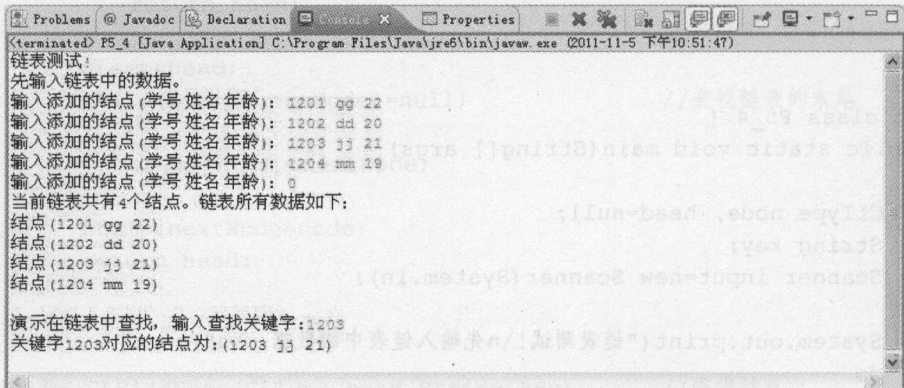 Problems @ Javadoc Declaration Console Properties
<terminated> P5_4 [Java Application] C:\Program Files\Java\jre6\bin\javaw.exe (2011-11-5 下午10:51:47)
链表测试!
先输入链表中的数据。
输入添加的结点(学号 姓名 年龄): 1201 gg 22
输入添加的结点(学号 姓名 年龄): 1202 dd 20
输入添加的结点(学号 姓名 年龄): 1203 jj 21
输入添加的结点(学号 姓名 年龄): 1204 mm 19
输入添加的结点(学号 姓名 年龄): 0
当前链表共有4个结点。链表所有数据如下:
结点(1201 gg 22)
结点(1202 dd 20)
结点(1203 jj 21)
结点(1204 mm 19)
演示在链表中查找, 输入查找关键字:1203
关键字1203对应的结点为:(1203 jj 21)